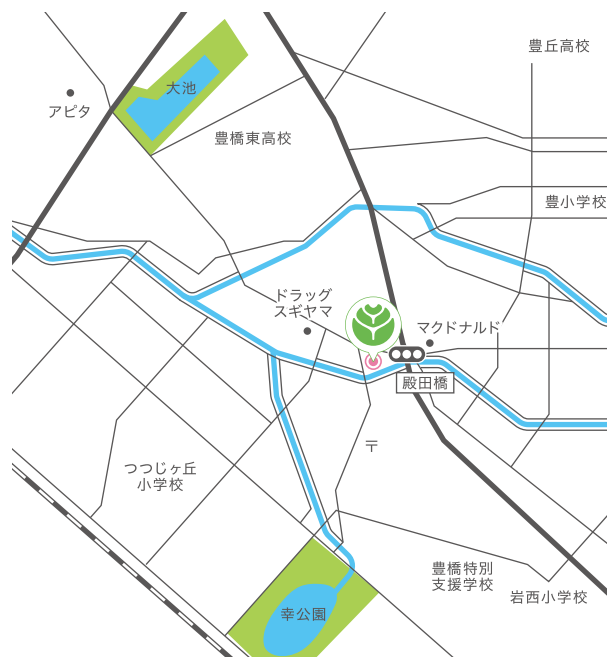 豊丘高校
大池
アピタ
豊橋東高校
豊小学校
ドラッグ
スギヤマ
マクドナルド
殿田橋
〒
つつじヶ丘
小学校
豊橋特別
支援学校
岩西小学校
幸公園